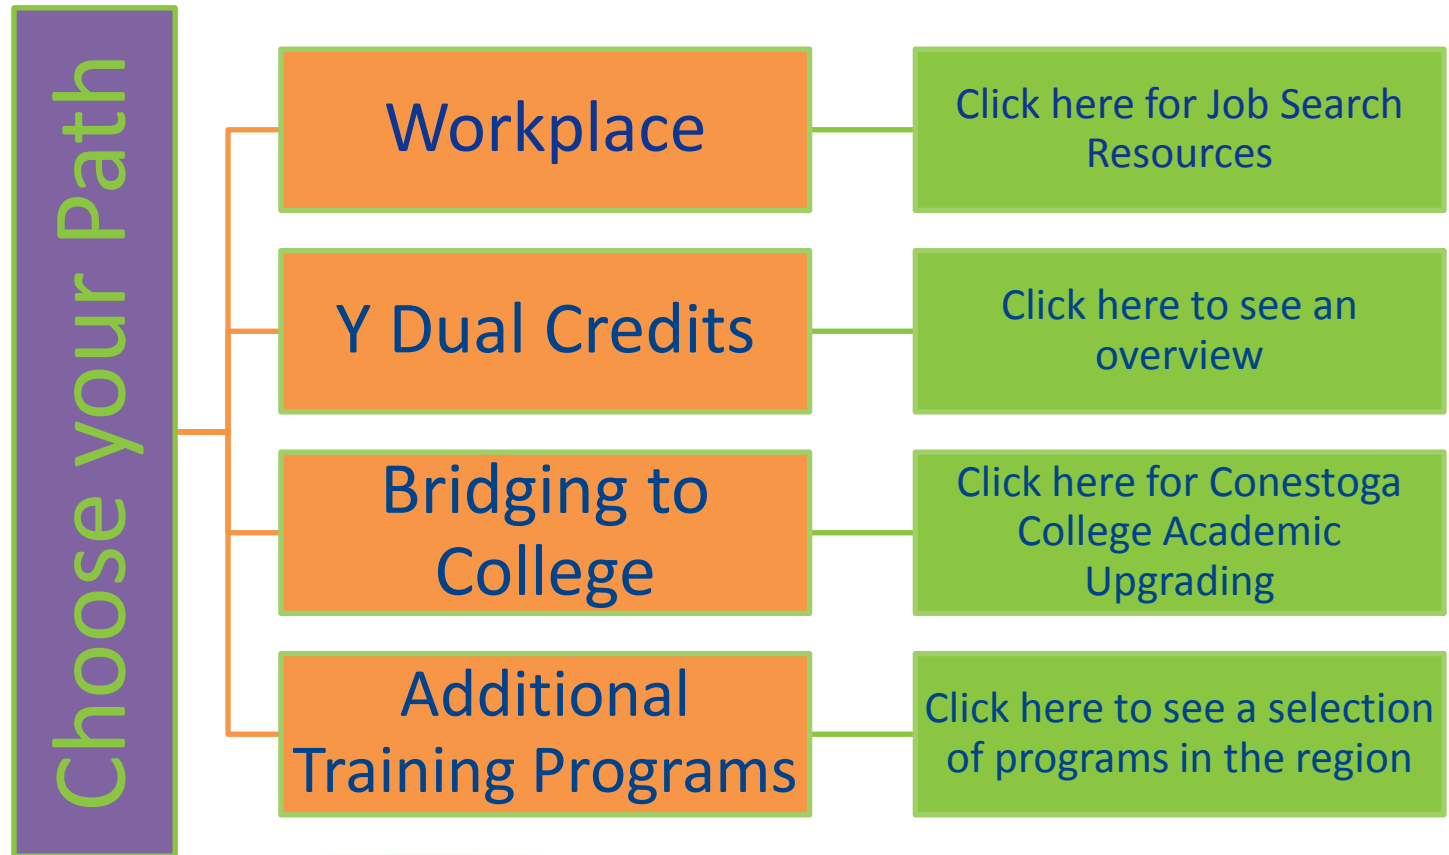 Choose your Path
Workplace
Click here for Job Search
Resources
Y Dual Credits
Click here to see an
overview
Bridging to
College
Click here for Conestoga
College Academic
Upgrading
Additional
Training Programs
Click here to see a selection
of programs in the region